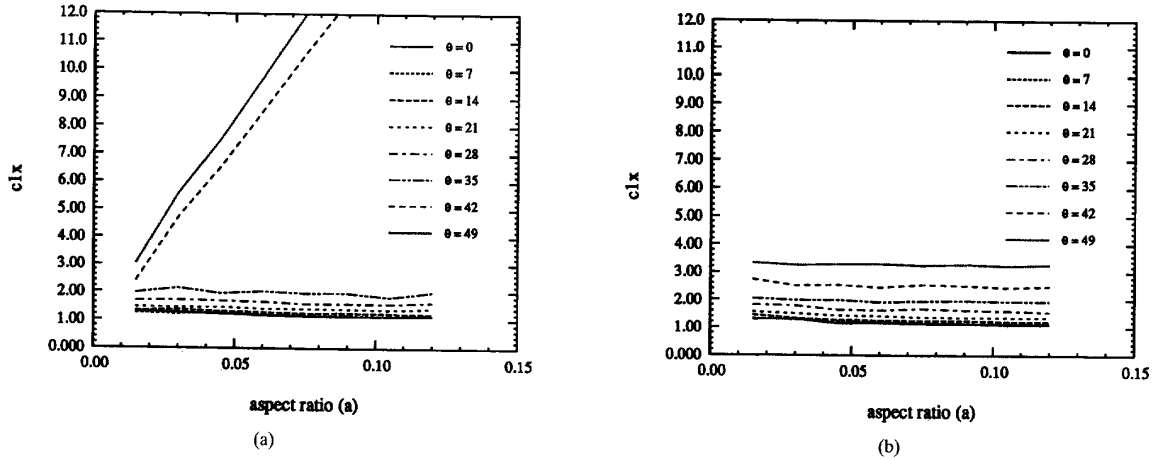 12.0
11.0
10.0
9.00
8.00
7.00
6.00
5.00
4.00
3.00
2.00
1.00
0.000
clx
0.00
0.05
0.10
0.15
aspect ratio (a)
θ = 0
θ = 7
θ = 14
θ = 21
θ = 28
θ = 35
θ = 42
θ = 49
(a)
12.0
11.0
10.0
9.00
8.00
7.00
6.00
5.00
4.00
3.00
2.00
1.00
0.000
clx
0.00
0.05
0.10
0.15
aspect ratio (a)
θ = 0
θ = 7
θ = 14
θ = 21
θ = 28
θ = 35
θ = 42
θ = 49
(b)